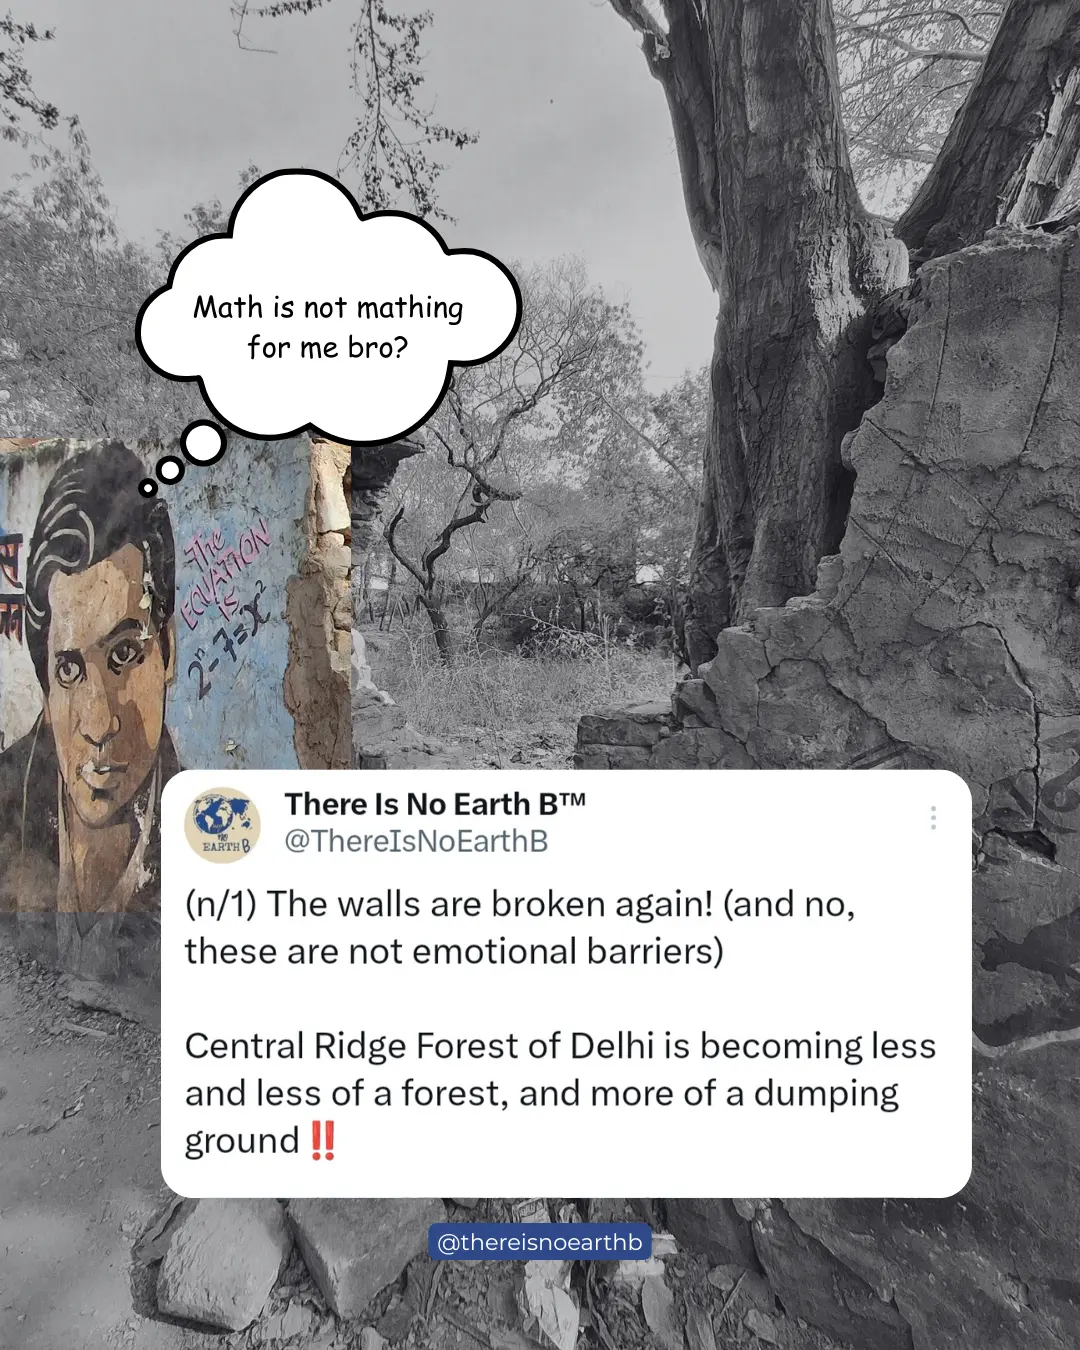 Math is not mathing
for me bro?
The
EQUATION
IS
2ⁿ-7=x²
There Is No Earth B™
@ThereIsNoEarthB
EARTH B
(n/1) The walls are broken again! (and no,
these are not emotional barriers)
Central Ridge Forest of Delhi is becoming less
and less of a forest, and more of a dumping
ground ‼️
@thereisnoearthb